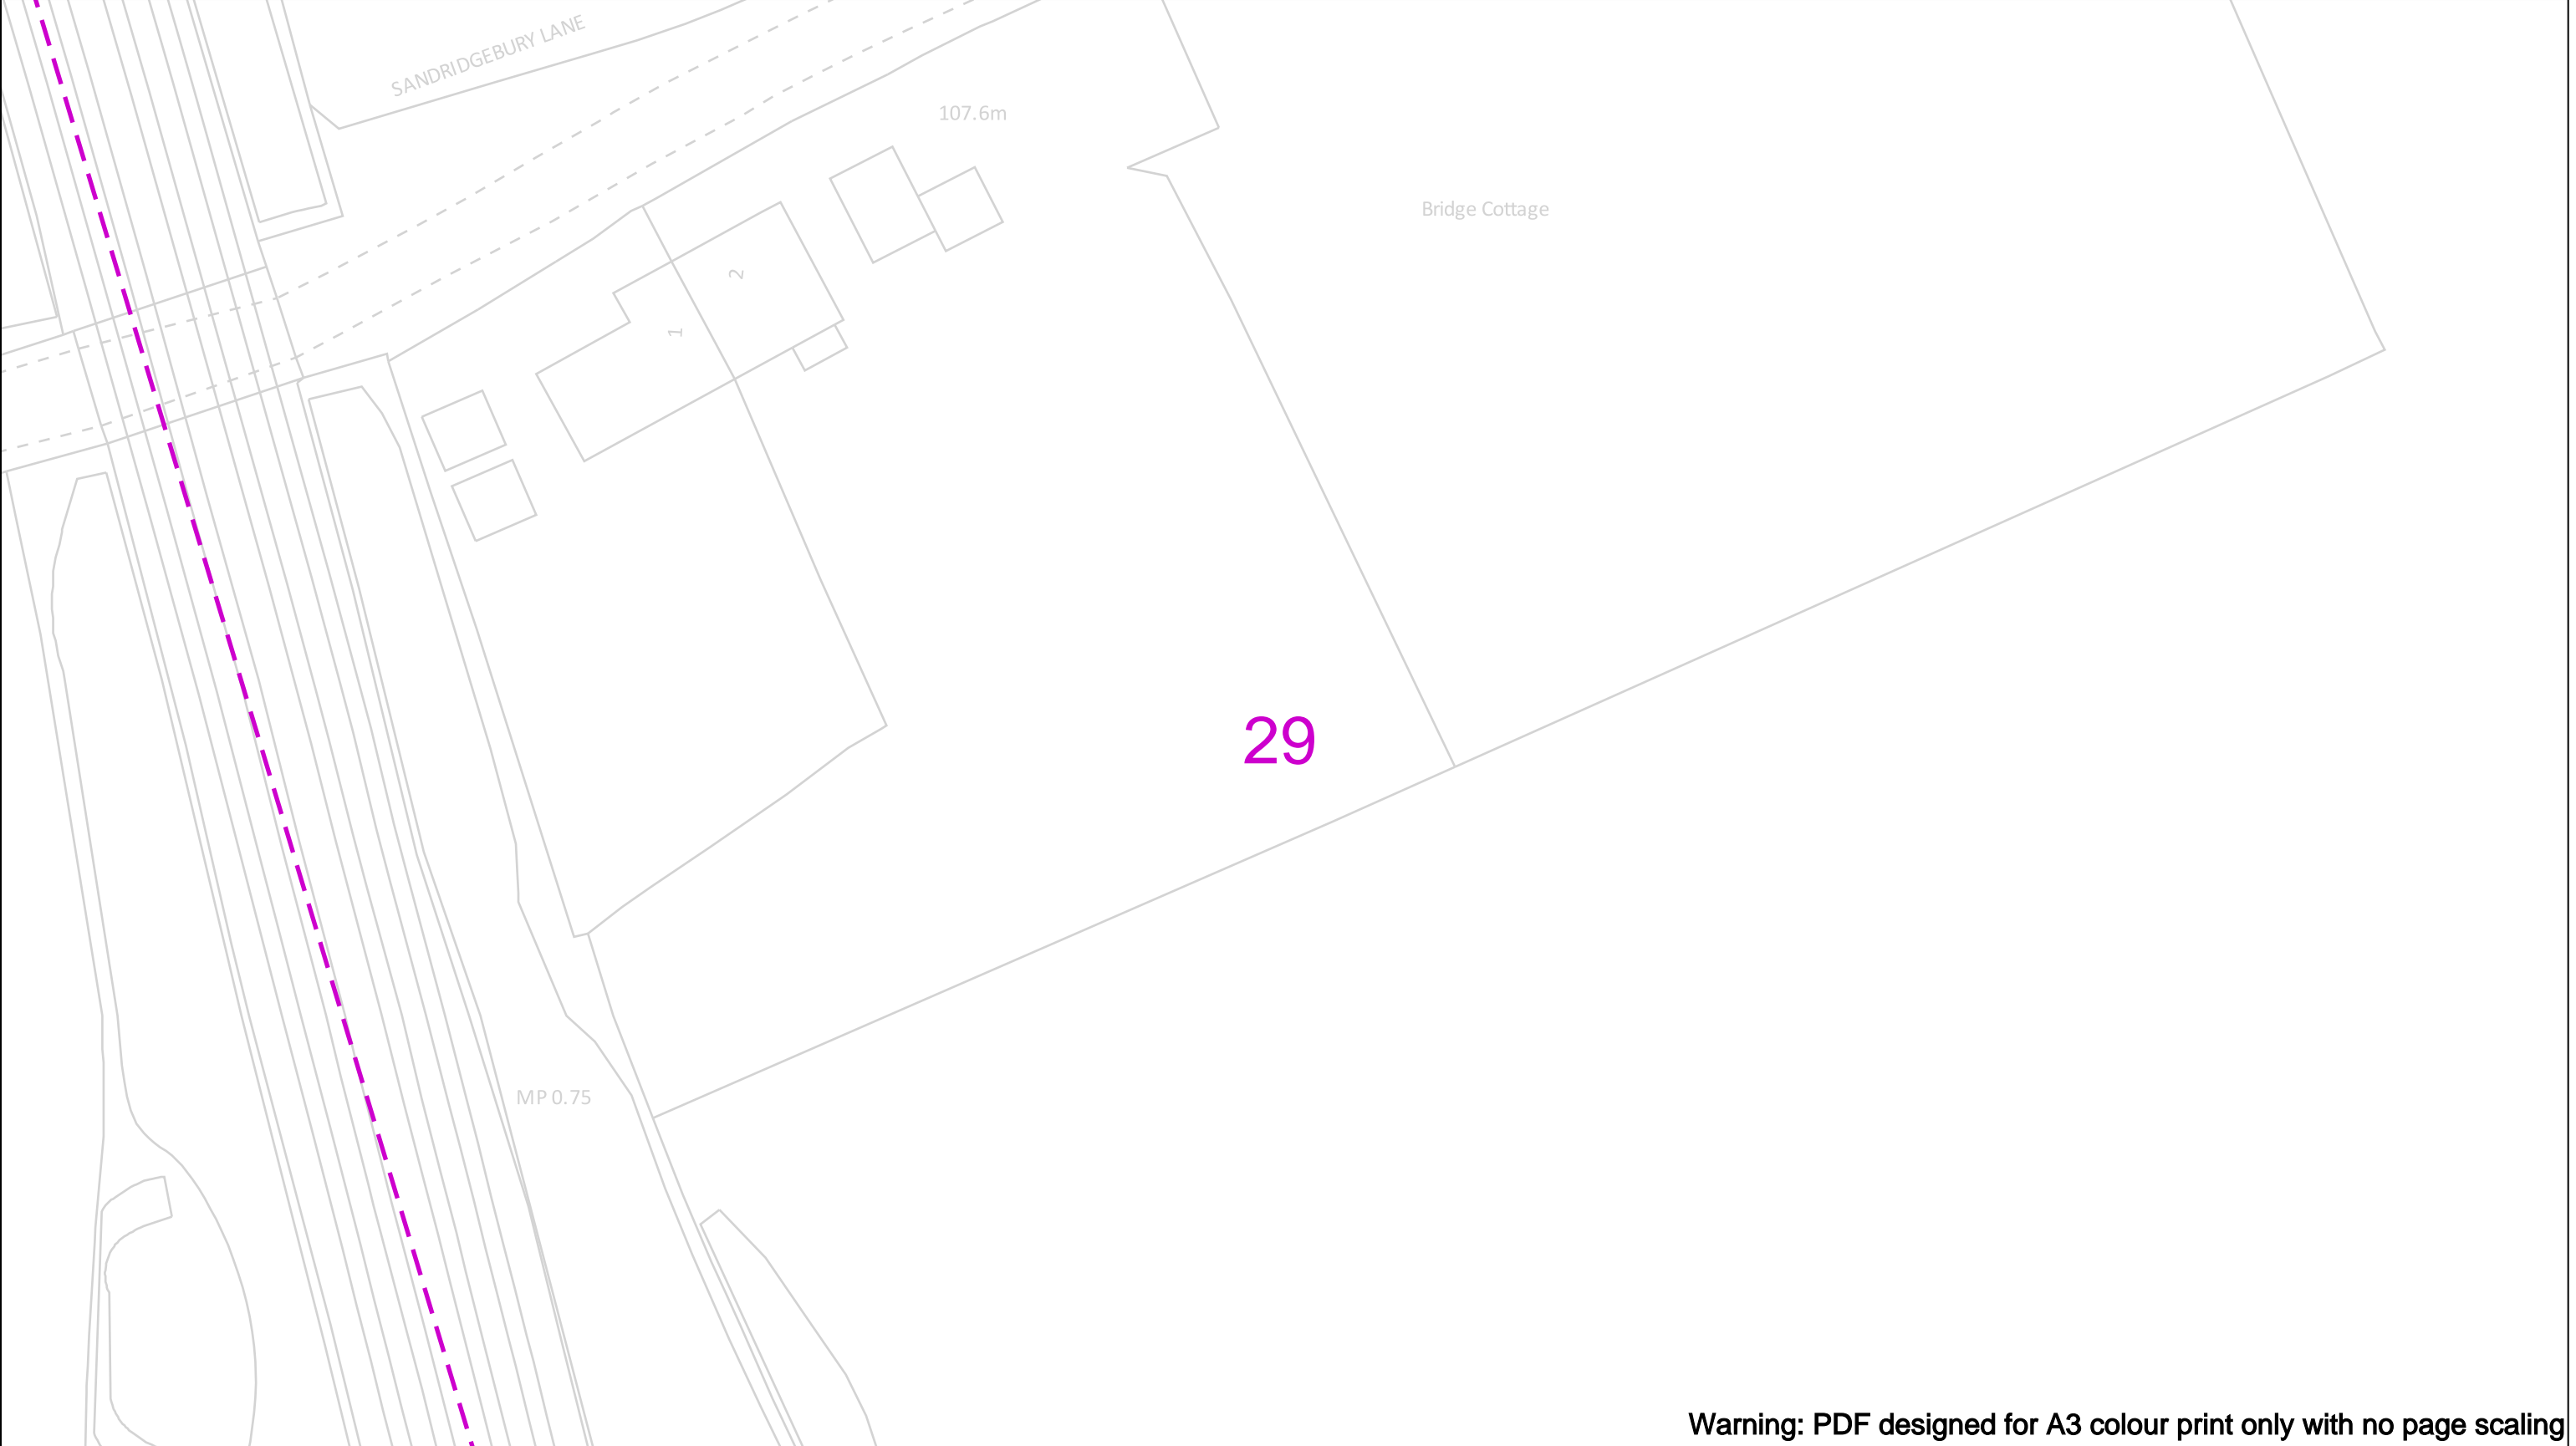 SANDRIDGEBURY LANE
107.6m
Bridge Cottage
2
1
29
MP 0.75
Warning: PDF designed for A3 colour print only with no page scaling